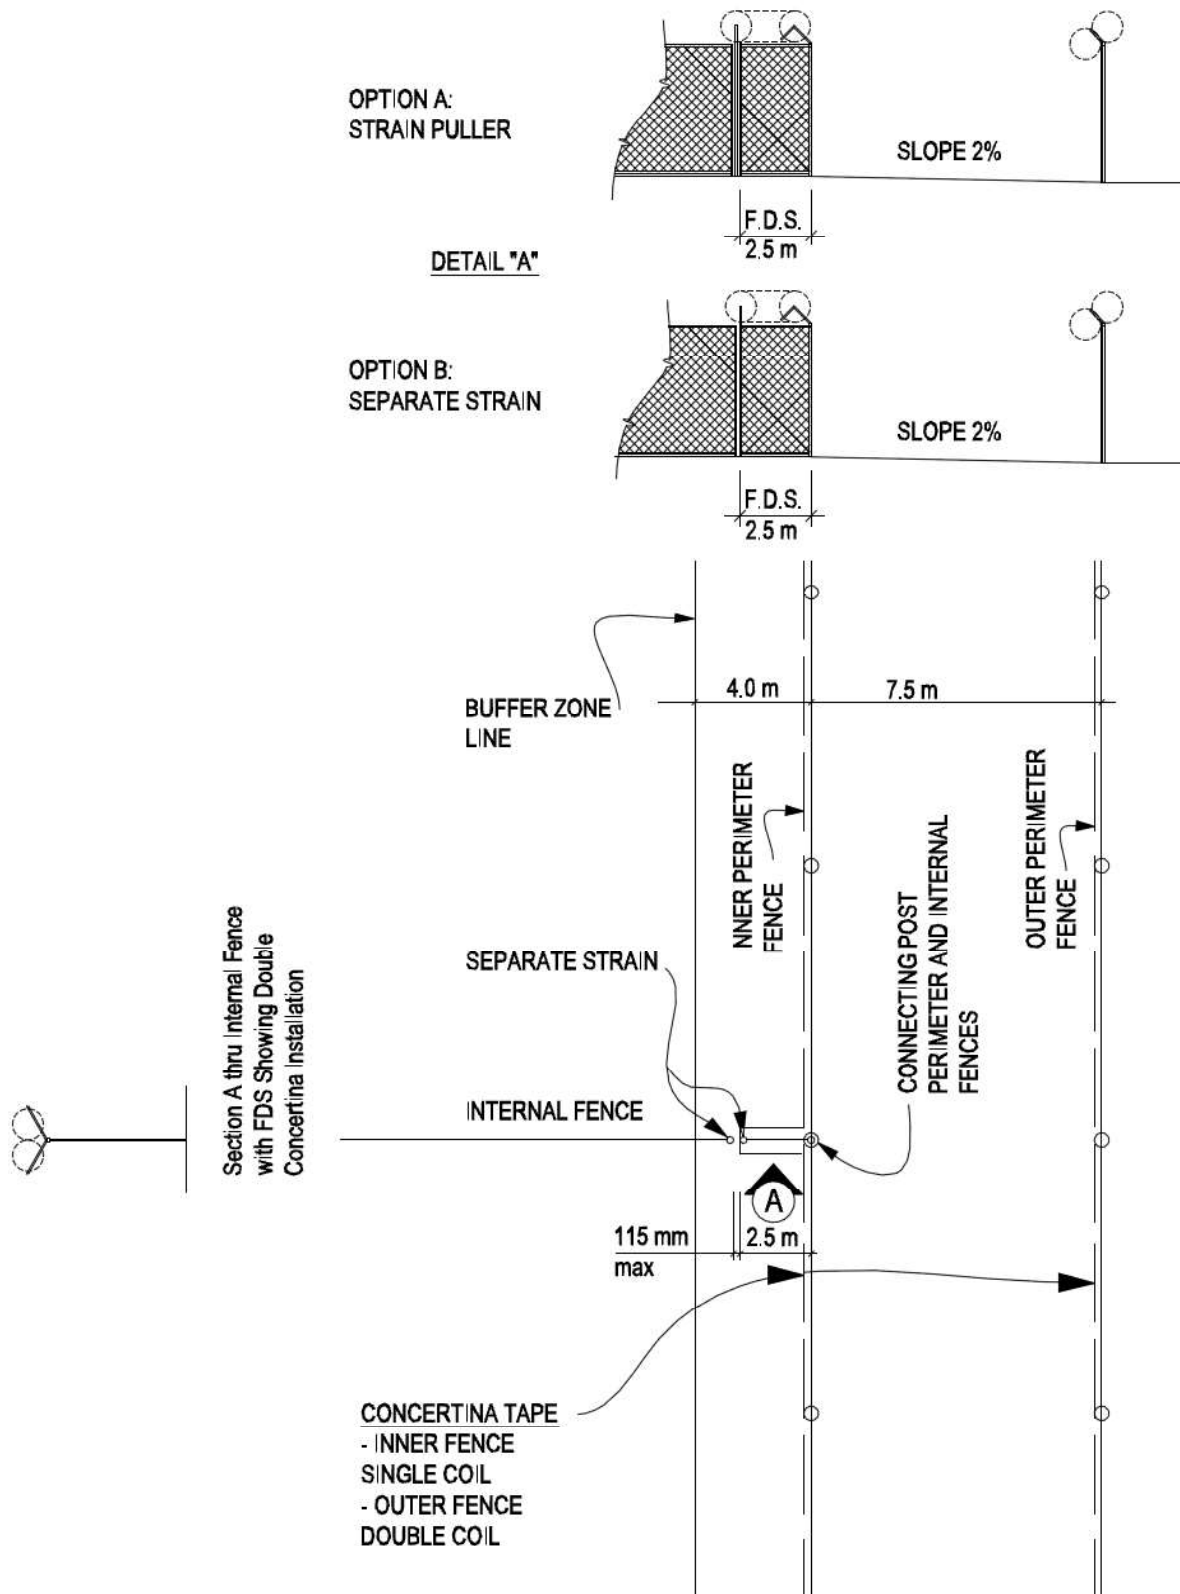 OPTION A:
STRAIN PULLER
SLOPE 2%
F.D.S.
2.5 m
DETAIL "A"
OPTION B:
SEPARATE STRAIN
SLOPE 2%
F.D.S.
2.5 m
4.0 m
7.5 m
BUFFER ZONE
LINE
NNER PERIMETER
FENCE
OUTER PERIMETER
FENCE
CONNECTING POST
PERIMETER AND INTERNAL
FENCES
SEPARATE STRAIN
Section A thru Internal Fence
with FDS Showing Double
Concertina Installation
INTERNAL FENCE
A
115 mm
max
2.5 m
CONCERTINA TAPE
- INNER FENCE
SINGLE COIL
- OUTER FENCE
DOUBLE COIL